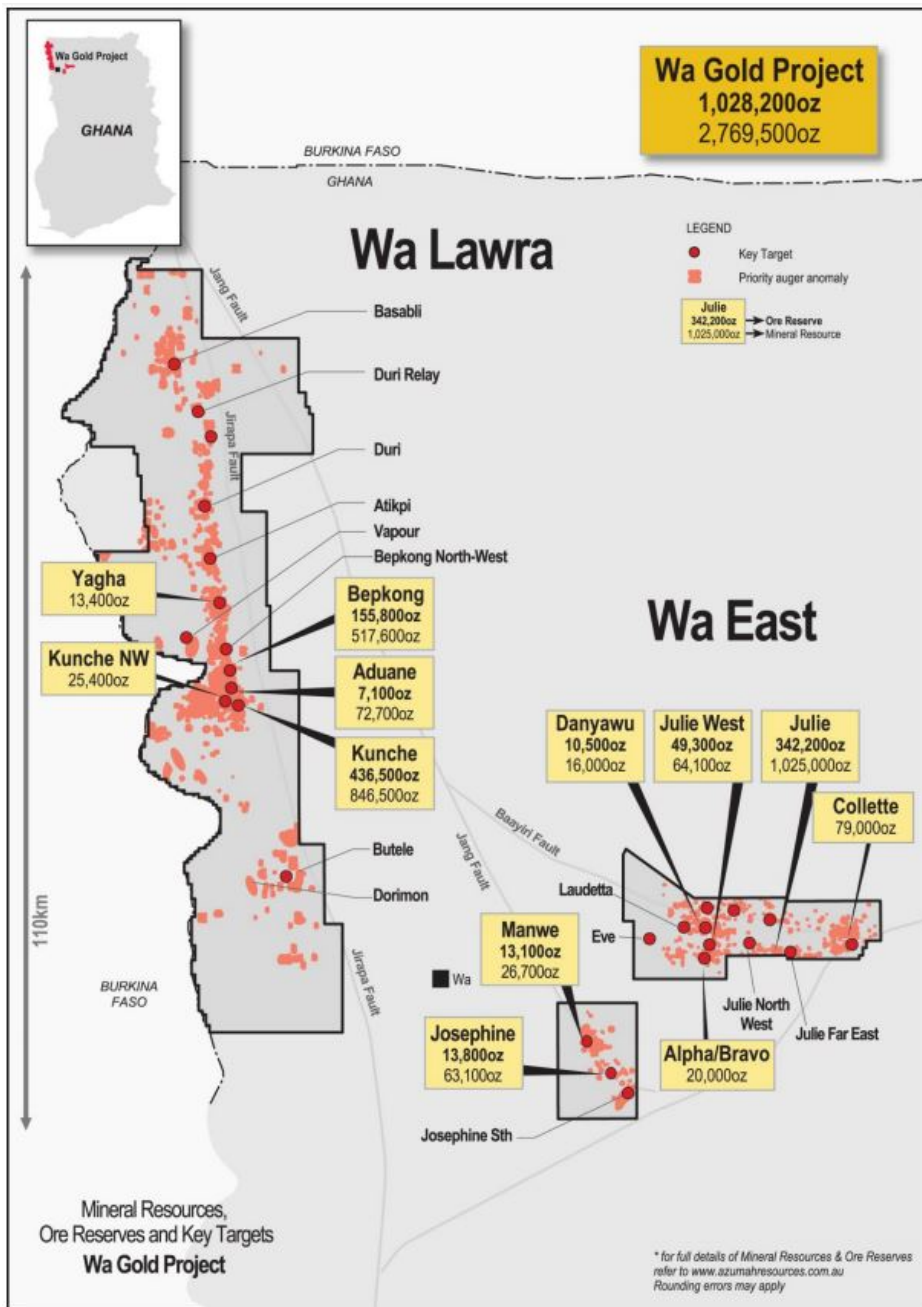 Wa Gold Project
GHANA
Wa Gold Project
1,028,200oz
2,769,500oz
BURKINA FASO
GHANA
Wa Lawra
LEGEND
Key Target
Priority auger anomaly
Julie
342,200oz
Ore Reserve
1,025,000oz
Mineral Resource
Jang Fault
Basabli
Duri Relay
Jirapa Fault
Duri
Atikpi
Vapour
Bepkong North-West
Yagha
13,400oz
Kunche NW
25,400oz
Bepkong
155,800oz
517,600oz
Aduane
7,100oz
72,700oz
Kunche
436,500oz
846,500oz
Butele
Dorimon
110km
BURKINA
FASO
Jirapa Fault
Wa East
Danyawu
10,500oz
16,000oz
Julie West
49,300oz
64,100oz
Julie
342,200oz
1,025,000oz
Collette
79,000oz
Baayiri Fault
Jang Fault
Laudetta
Eve
Manwe
13,100oz
26,700oz
Wa
Josephine
13,800oz
63,100oz
Josephine Sth
Julie North
West
Julie Far East
Alpha/Bravo
20,000oz
Mineral Resources,
Ore Reserves and Key Targets
Wa Gold Project
* for full details of Mineral Resources & Ore Reserves
refer to www.azumahresources.com.au
Rounding errors may apply